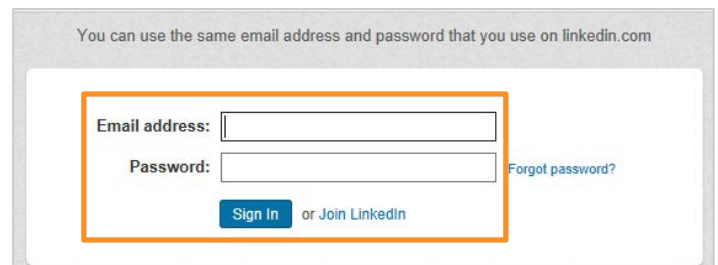 You can use the same email address and password that you use on linkedin.com
Email address:
Password:
Forgot password?
Sign In or Join LinkedIn